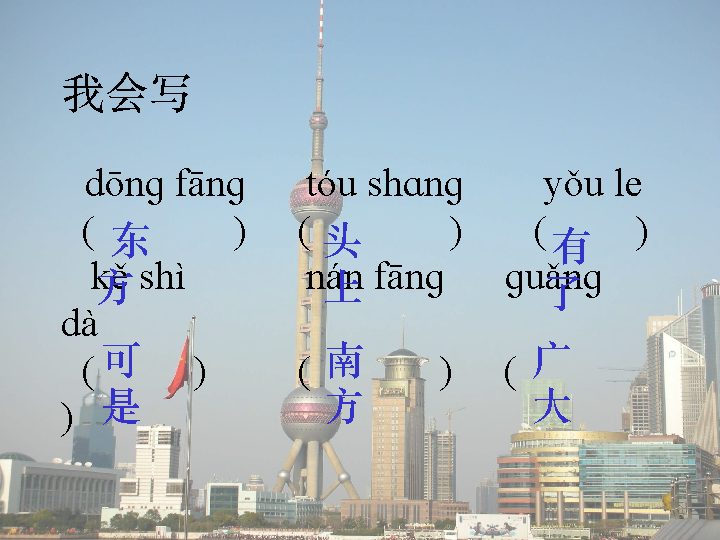 我会写
dōng fāng tóu shɑng yǒu le
( 东方 ) ( 头上 ) ( 有了 )
kě shì nán fāng guǎng
dà
( 可是 ) ( 南方 ) ( 广大
)